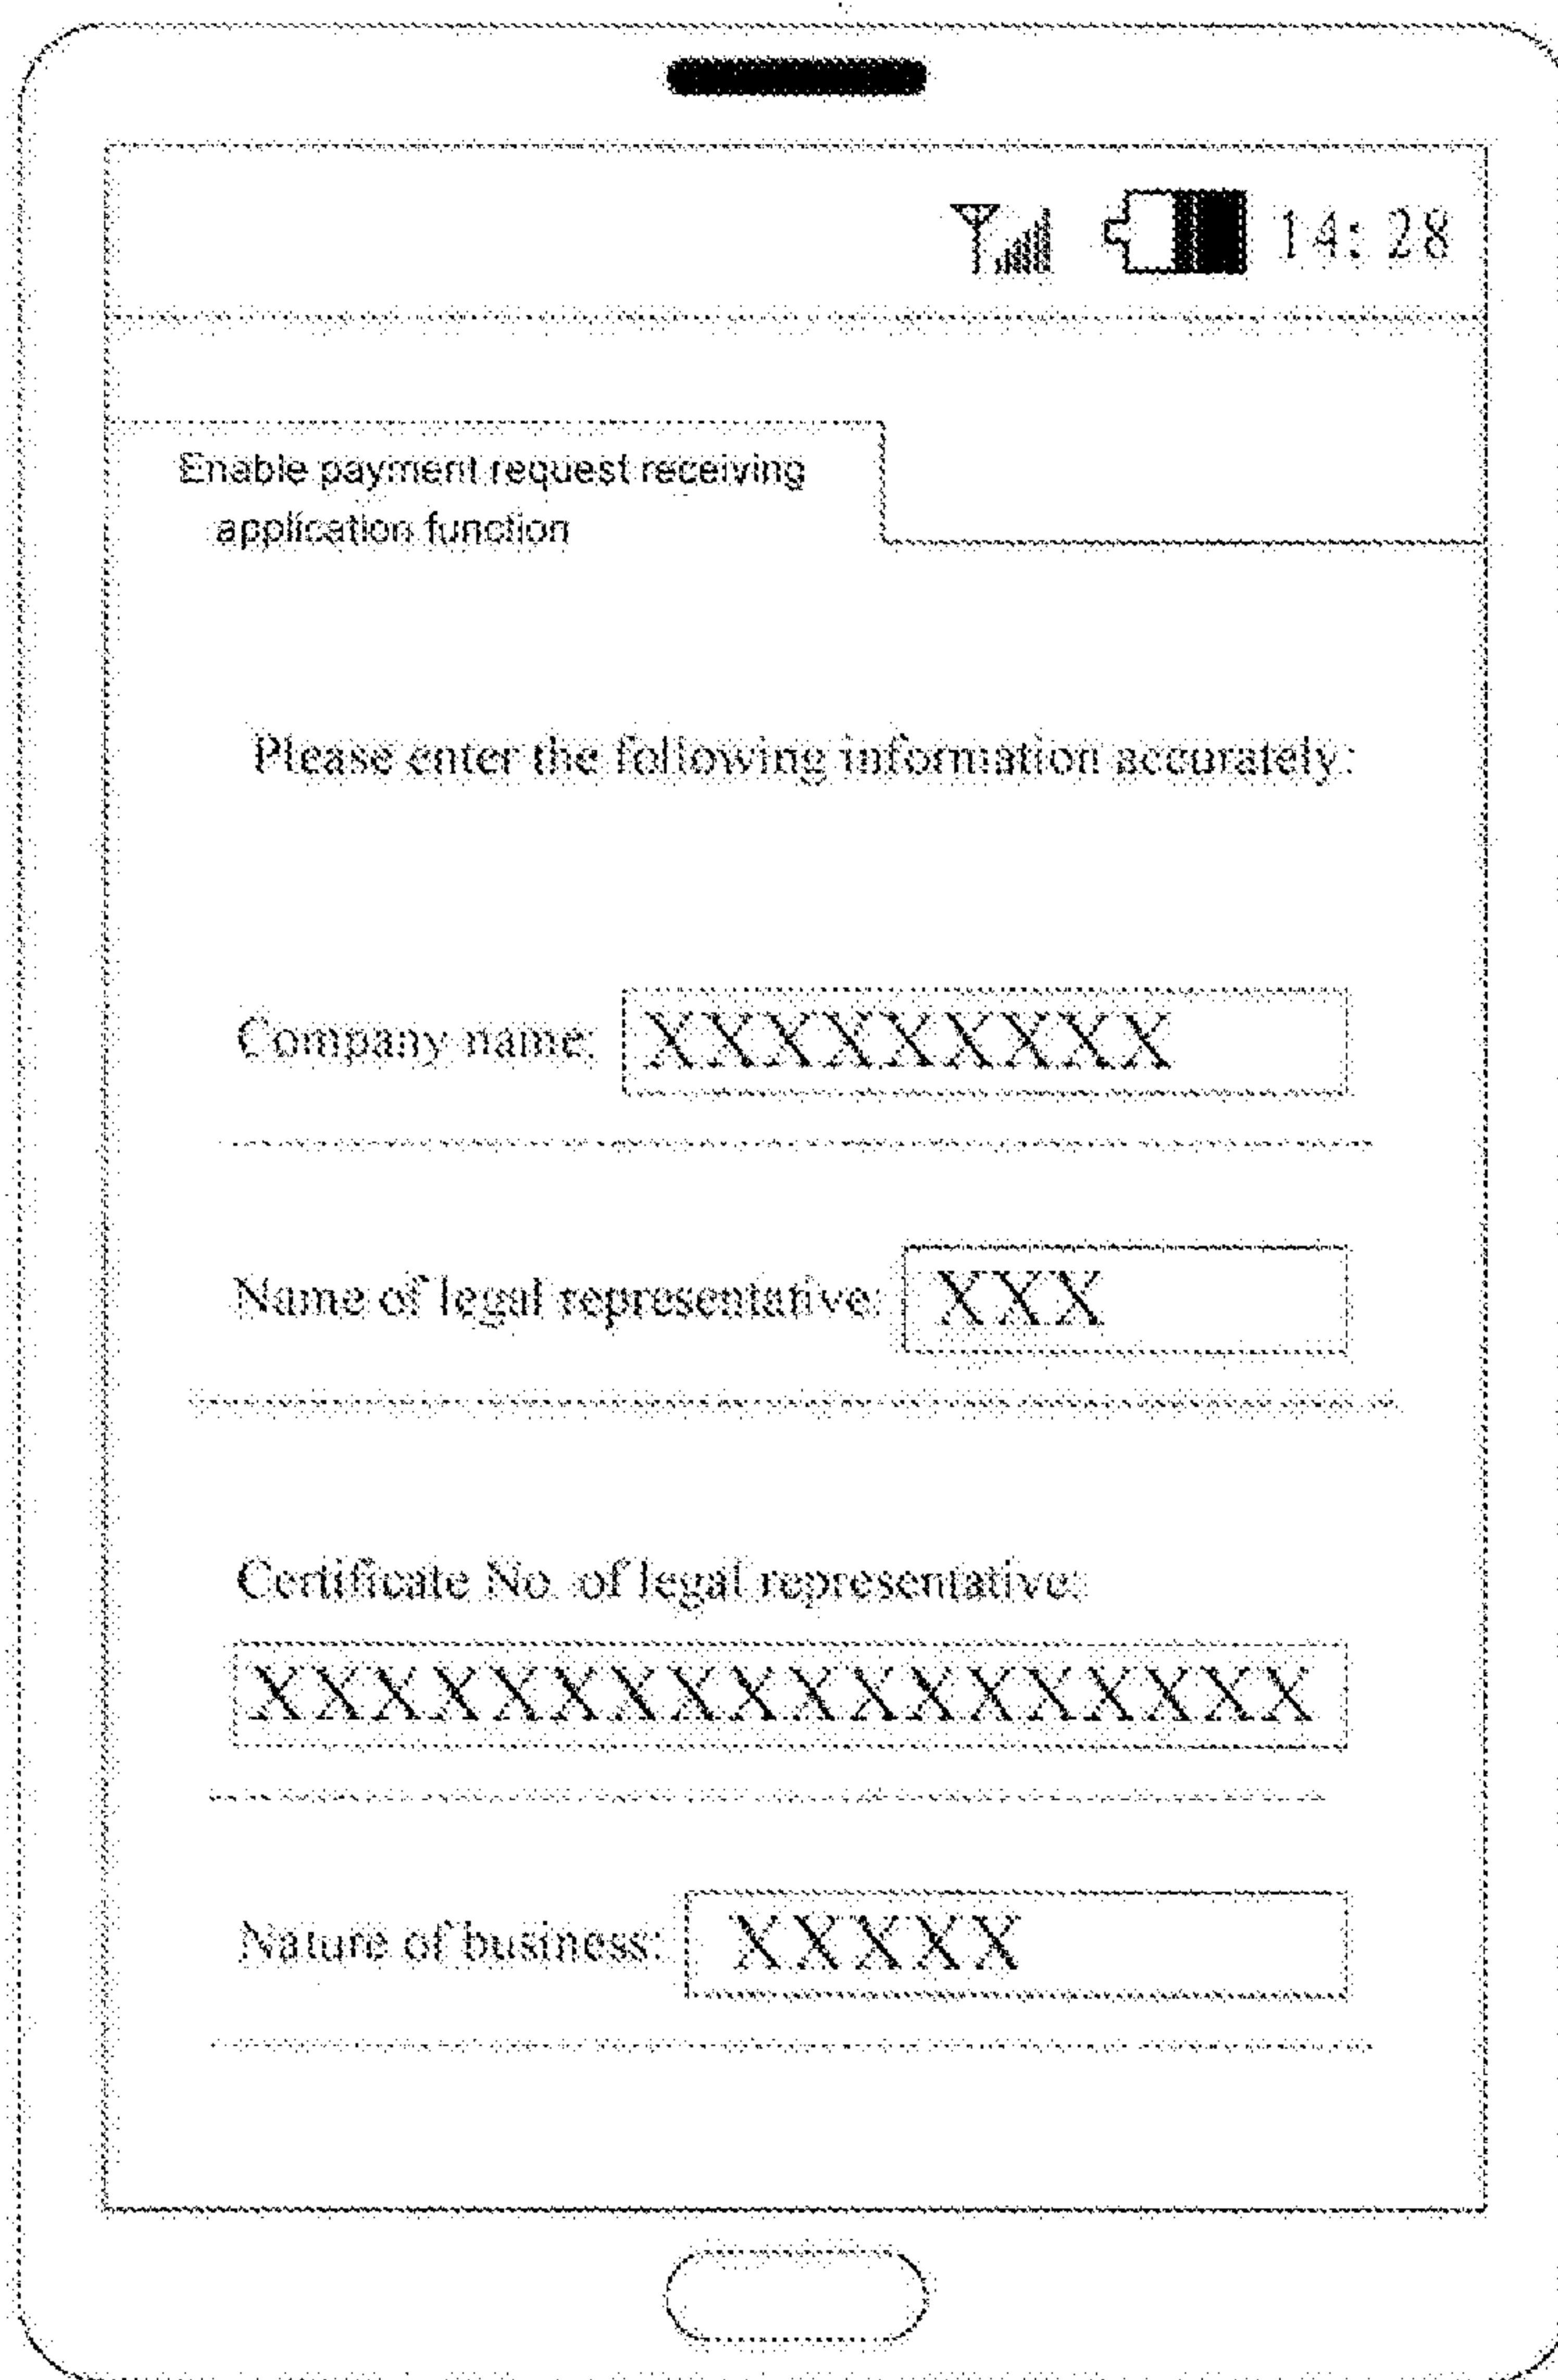 14: 28
Enable payment request receiving
application function
Please enter the following information accurately:
Company name: XXXXXXXXX
Name of legal representative: XXX
Certificate No. of legal representative:
XXXXXXXXXXXXXXXXXX
Nature of business: XXXXX